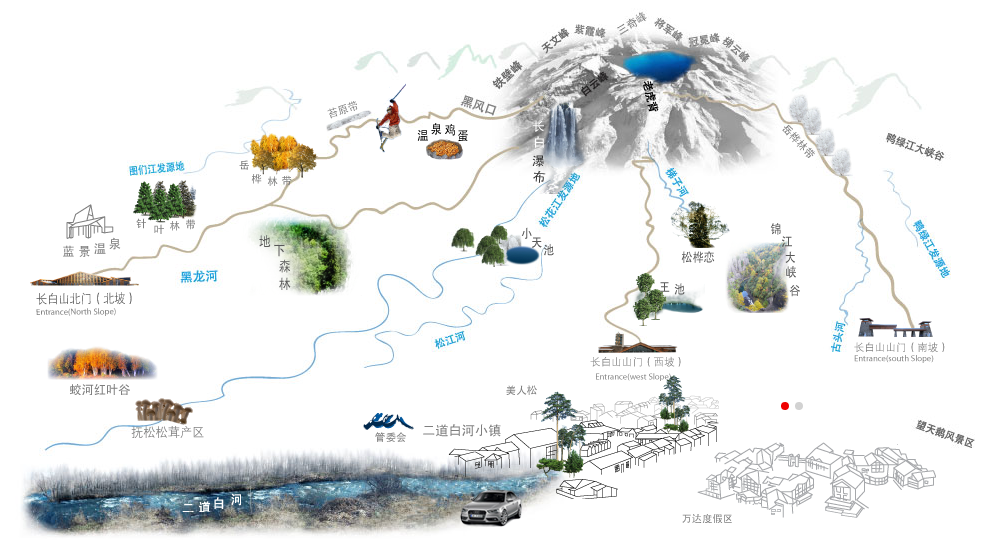 天文峰
紫霞峰
三奇峰
将军峰
冠冕峰
梯云峰
铁壁峰
白云峰
老虎背
黑风口
苔原带
温泉鸡蛋
长白瀑布
岳桦林带
鸭绿江大峡谷
图们江发源地
岳桦林带
针叶林带
蓝景温泉
地下森林
松花江发源地
梯子河
小天池
松桦恋
锦江大峡谷
鸭绿江发源地
黑龙河
长白山北门（北坡）
Entrance(North Slope)
王池
松江河
古头河
长白山山门（西坡）
Entrance(west Slope)
长白山山门（南坡）
Entrance(south Slope)
蛟河红叶谷
抚松松茸产区
美人松
管委会
二道白河小镇
望天鹅风景区
二道白河
万达度假区